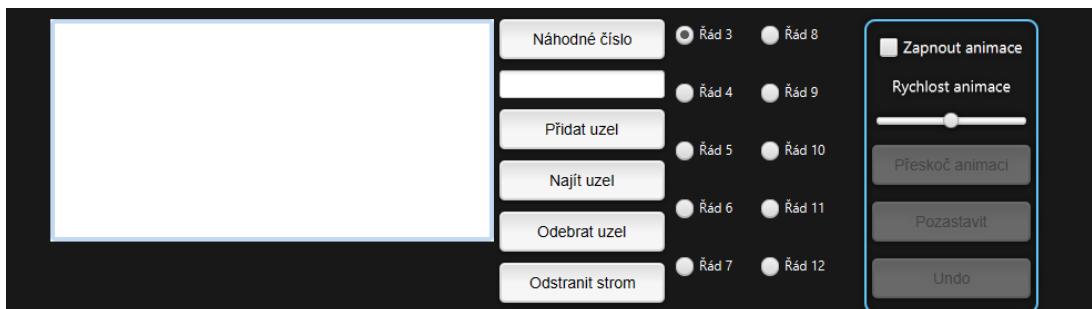 Náhodné číslo
Přidat uzel
Najít uzel
Odebrat uzel
Odstranit strom
Řád 3
Řád 4
Řád 5
Řád 6
Řád 7
Řád 8
Řád 9
Řád 10
Řád 11
Řád 12
Zapnout animace
Rychlost animace
Přeskoč animaci
Pozastavit
Undo